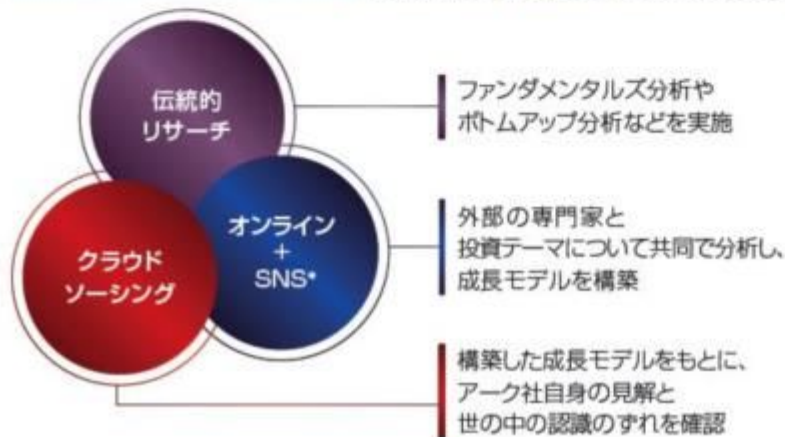 伝統的
リサーチ
ファンダメンタルズ分析や
ボトムアップ分析などを実施
オンライン
+
SNS*
外部の専門家と
投資テーマについて共同で分析し、
成長モデルを構築
クラウド
ソーシング
構築した成長モデルをもとに、
アーク社自身の見解と
世の中の認識のずれを確認